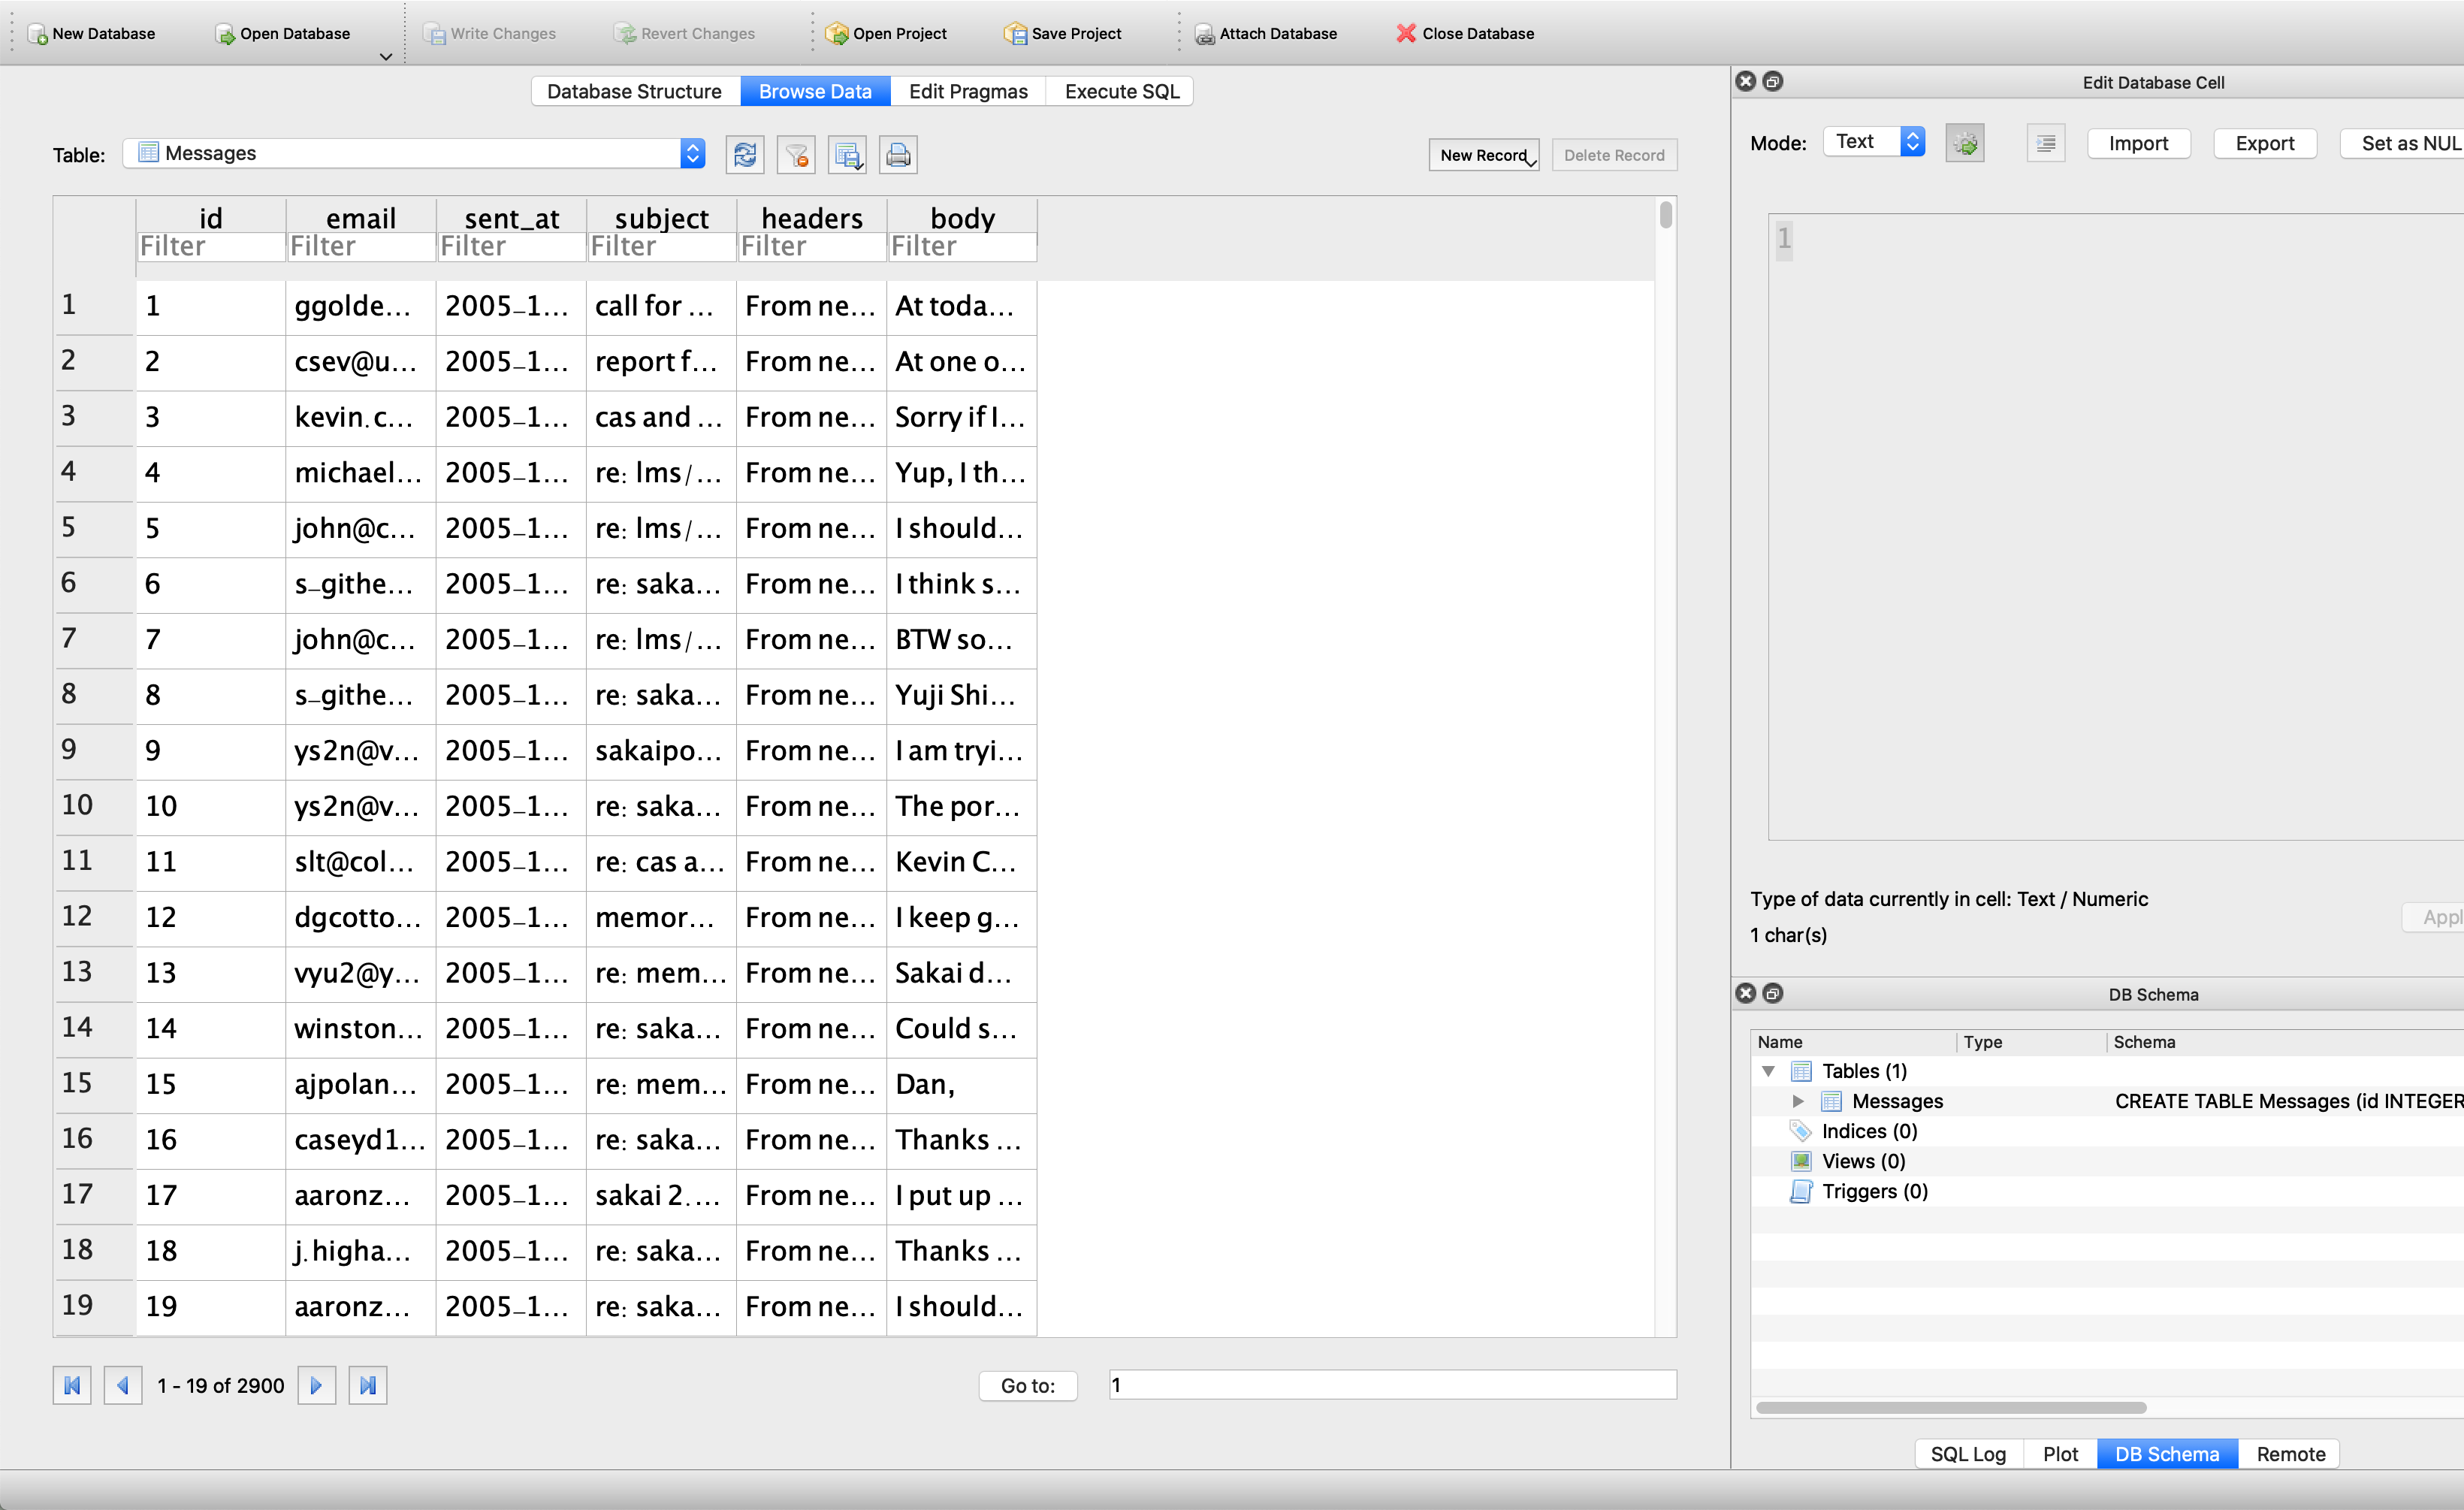 New Database Open Database Write Changes Revert Changes Open Project Save Project Attach Database Close Database
Database Structure Browse Data Edit Pragmas Execute SQL
Table: Messages New Record Delete Record
id email sent_at subject headers body
Filter Filter Filter Filter Filter Filter
1 1 ggolde... 2005-1... call for ... From ne... At toda...
2 2 csev@u... 2005-1... report f... From ne... At one o...
3 3 kevin.c... 2005-1... cas and ... From ne... Sorry if I...
4 4 michael... 2005-1... re: lms/... From ne... Yup, I th...
5 5 john@c... 2005-1... re: lms/... From ne... I should...
6 6 s-githe... 2005-1... re: saka... From ne... I think s...
7 7 john@c... 2005-1... re: lms/... From ne... BTW so...
8 8 s-githe... 2005-1... re: saka... From ne... Yuji Shi...
9 9 ys2n@v... 2005-1... sakaipo... From ne... I am tryi...
10 10 ys2n@v... 2005-1... re: saka... From ne... The por...
11 11 slt@col... 2005-1... re: cas a... From ne... Kevin C...
12 12 dgcotto... 2005-1... memor... From ne... I keep g...
13 13 vyu2@y... 2005-1... re: mem... From ne... Sakai d...
14 14 winston... 2005-1... re: saka... From ne... Could s...
15 15 ajpolan... 2005-1... re: mem... From ne... Dan,
16 16 caseyd1... 2005-1... re: saka... From ne... Thanks ...
17 17 aaronz... 2005-1... sakai 2.... From ne... I put up ...
18 18 j.higha... 2005-1... re: saka... From ne... Thanks ...
19 19 aaronz... 2005-1... re: saka... From ne... I should...
1 - 19 of 2900 Go to: 1
Edit Database Cell
Mode: Text Import Export Set as NUL
1
Type of data currently in cell: Text / Numeric
Appl
1 char(s)
DB Schema
Name Type Schema
Tables (1)
Messages CREATE TABLE Messages (id INTEGER
Indices (0)
Views (0)
Triggers (0)
SQL Log Plot DB Schema Remote